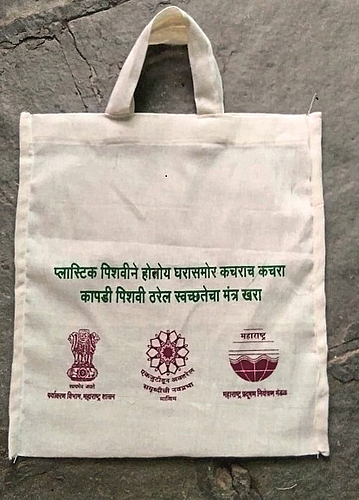 प्लास्टिक पिशवीने होतोय घरासमोर कचराच कचरा
कापडी पिशवी ठरेल स्वच्छतेचा मंत्र खरा
सत्यमेव जयते
पर्यावरण विभाग, महाराष्ट्र शासन
माविम
महाराष्ट्र
महाराष्ट्र प्रदूषण नियंत्रण मंडळ